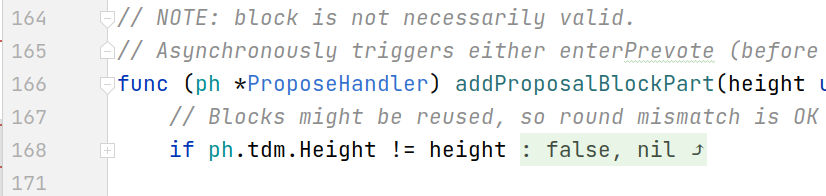 164 // NOTE: block is not necessarily valid.
165 // Asynchronously triggers either enterPrevote (before
166 func (ph *ProposeHandler) addProposalBlockPart(height u
167 // Blocks might be reused, so round mismatch is OK
168 if ph.tdm.Height != height : false, nil ⤴
171